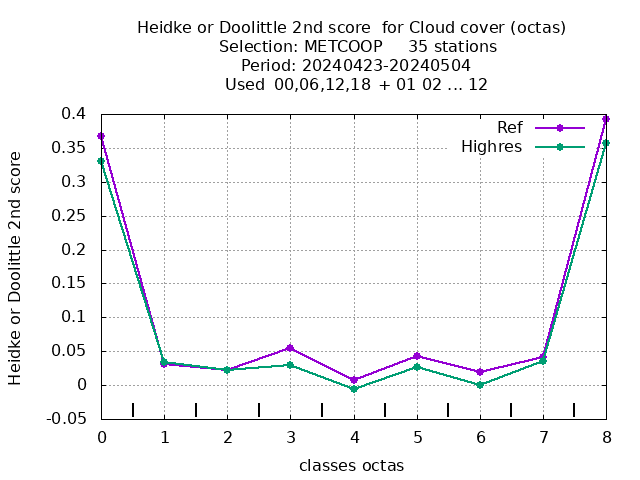 Heidke or Doolittle 2nd score  for Cloud cover (octas)
Selection: METCOOP     35 stations
Period: 20240423-20240504
Used  00,06,12,18 + 01 02 ... 12
Ref
Highres
Heidke or Doolittle 2nd score
0.4
0.35
0.3
0.25
0.2
0.15
0.1
0.05
0
-0.05
0 1 2 3 4 5 6 7 8
classes octas